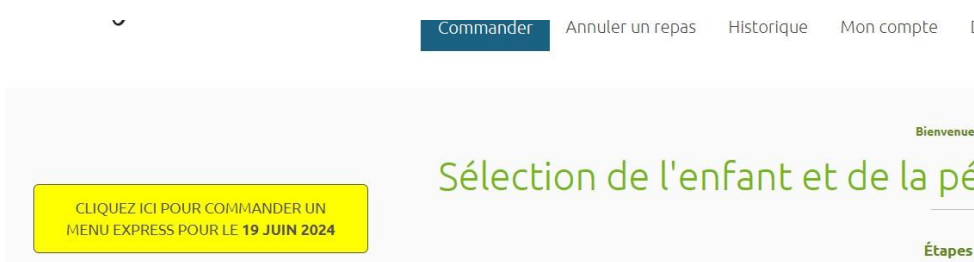 Commander Annuler un repas Historique Mon compte
Bienvenue
Sélection de l'enfant et de la pé
CLIQUEZ ICI POUR COMMANDER UN
MENU EXPRESS POUR LE 19 JUIN 2024
Étapes